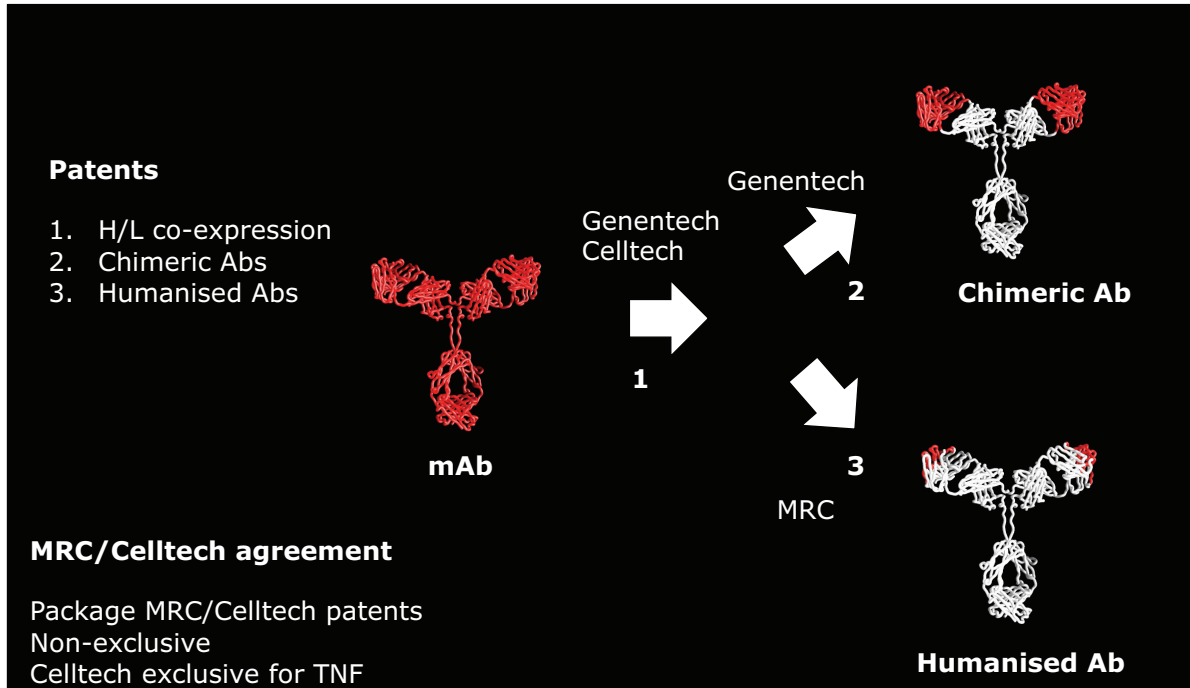 Patents
1. H/L co-expression
2. Chimeric Abs
3. Humanised Abs
mAb
Genentech
Celltech
1
Genentech
2
Chimeric Ab
3
MRC
Humanised Ab
MRC/Celltech agreement
Package MRC/Celltech patents
Non-exclusive
Celltech exclusive for TNF